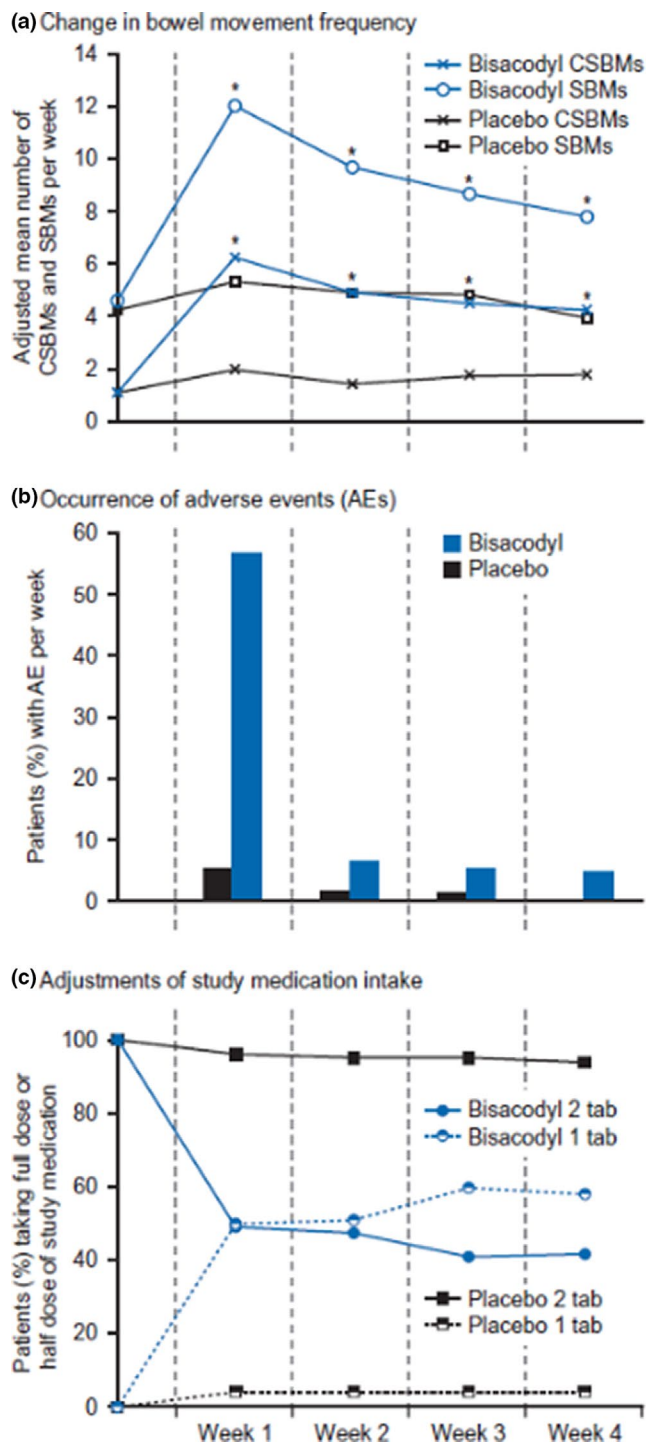 (a) Change in bowel movement frequency
Adjusted mean number of
CSBMs and SBMs per week
14
12
10
8
6
4
2
0
Bisacodyl CSBMs
Bisacodyl SBMs
Placebo CSBMs
Placebo SBMs
*
*
*
*
*
*
*
*
(b) Occurrence of adverse events (AEs)
Patients (%) with AE per week
60
50
40
30
20
10
0
Bisacodyl
Placebo
(c) Adjustments of study medication intake
Patients (%) taking full dose or
half dose of study medication
100
80
60
40
20
0
Bisacodyl 2 tab
Bisacodyl 1 tab
Placebo 2 tab
Placebo 1 tab
Week 1 Week 2 Week 3 Week 4